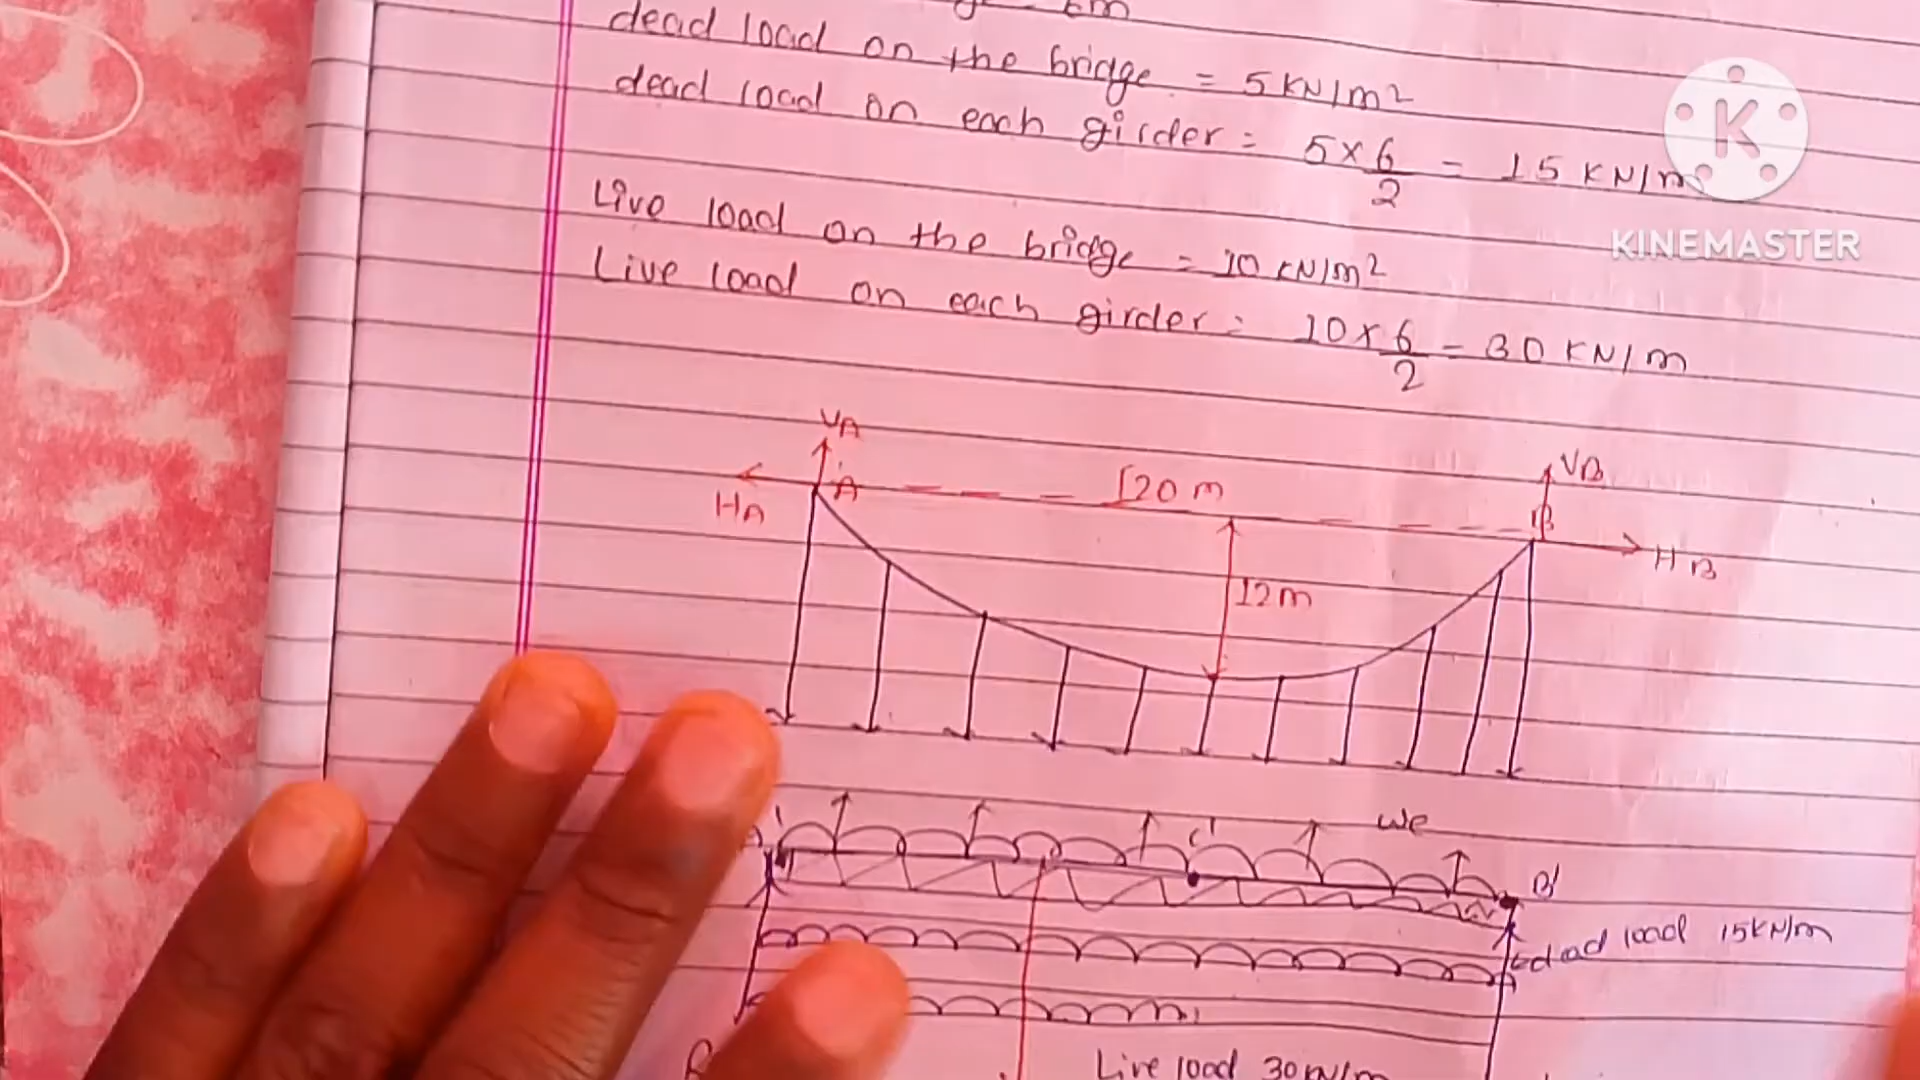 dead load on the bridge = 5 KN/m²
dead load on each girder = 5 × 6/2 = 15 KN/m
K
KINEMASTER
Live load on the bridge = 10 KN/m²
Live load on each girder = 10 × 6/2 = 30 KN/m
VA
VB
HA
A
120 m
B
HB
12m
C'
we
B'
dead load 15KN/m
Live load 30 KN/m